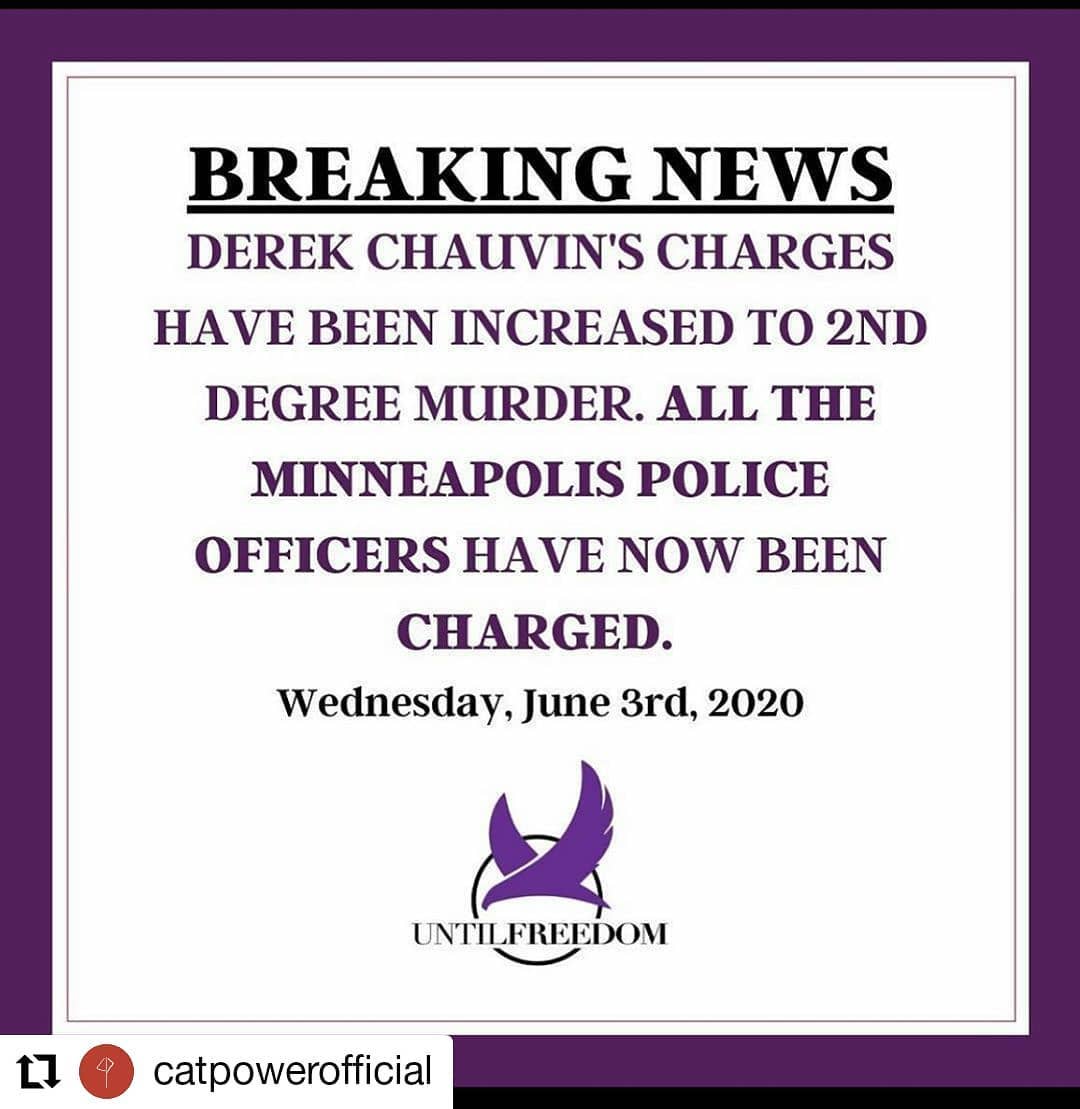 BREAKING NEWS
DEREK CHAUVIN'S CHARGES
HAVE BEEN INCREASED TO 2ND
DEGREE MURDER. ALL THE
MINNEAPOLIS POLICE
OFFICERS HAVE NOW BEEN
CHARGED.
Wednesday, June 3rd, 2020
UNTILFREEDOM
catpowerofficial